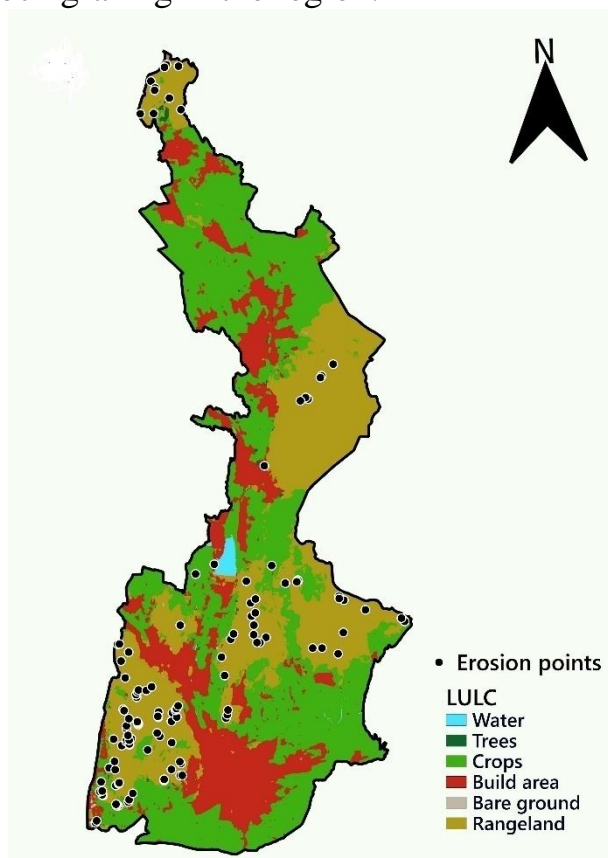 N
Erosion points
LULC
Water
Trees
Crops
Build area
Bare ground
Rangeland